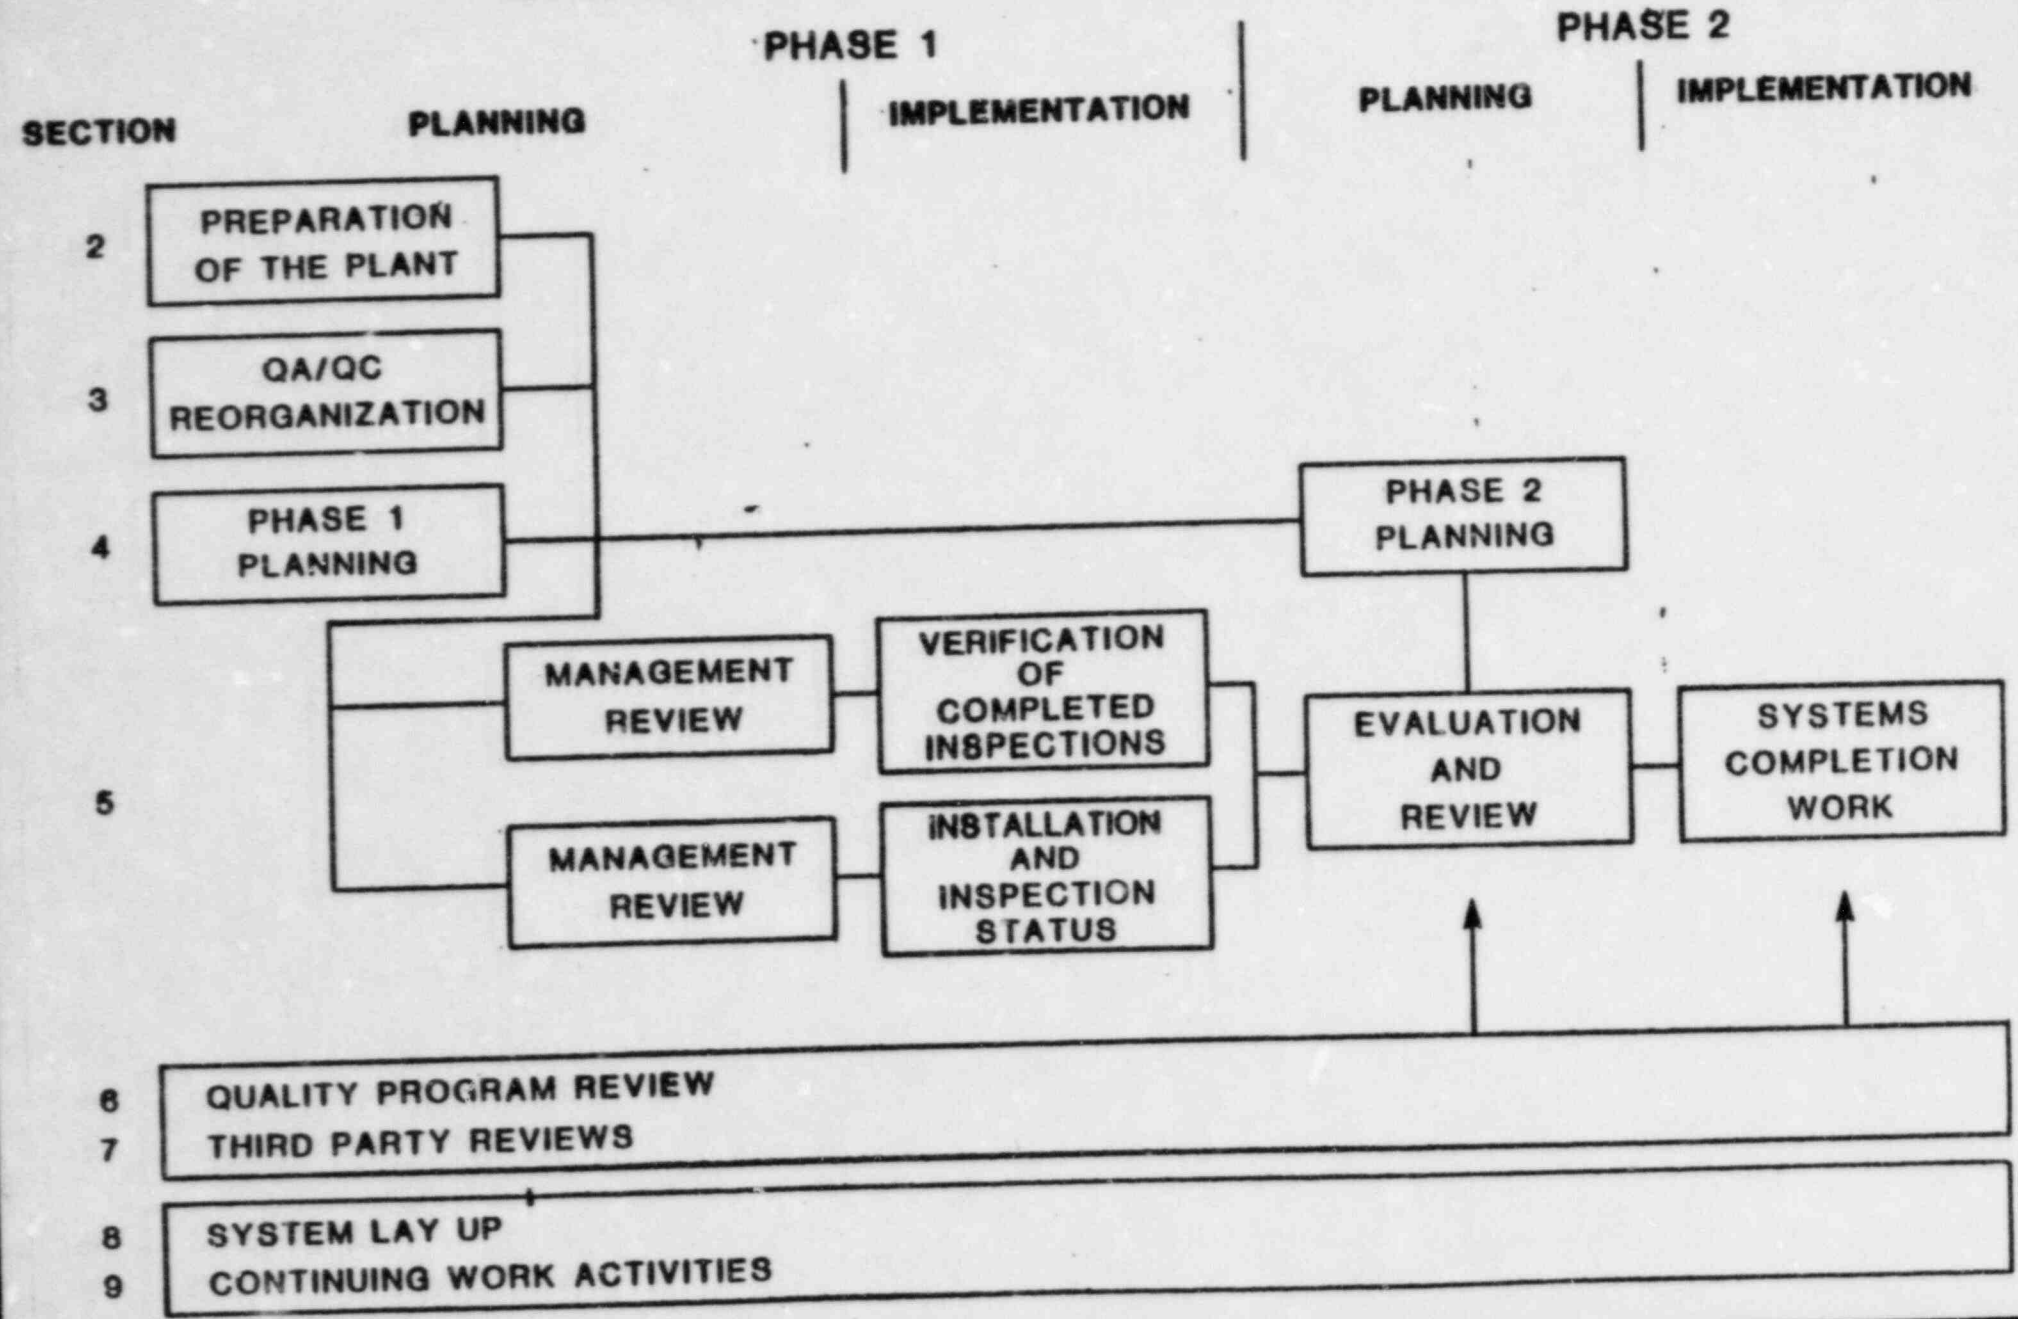 PHASE 1
PHASE 2
SECTION
PLANNING
IMPLEMENTATION
PLANNING
IMPLEMENTATION
2
PREPARATION
OF THE PLANT
3
QA/QC
REORGANIZATION
4
PHASE 1
PLANNING
PHASE 2
PLANNING
5
MANAGEMENT
REVIEW
VERIFICATION
OF
COMPLETED
INSPECTIONS
MANAGEMENT
REVIEW
INSTALLATION
AND
INSPECTION
STATUS
EVALUATION
AND
REVIEW
SYSTEMS
COMPLETION
WORK
6 QUALITY PROGRAM REVIEW
7 THIRD PARTY REVIEWS
8 SYSTEM LAY UP
9 CONTINUING WORK ACTIVITIES